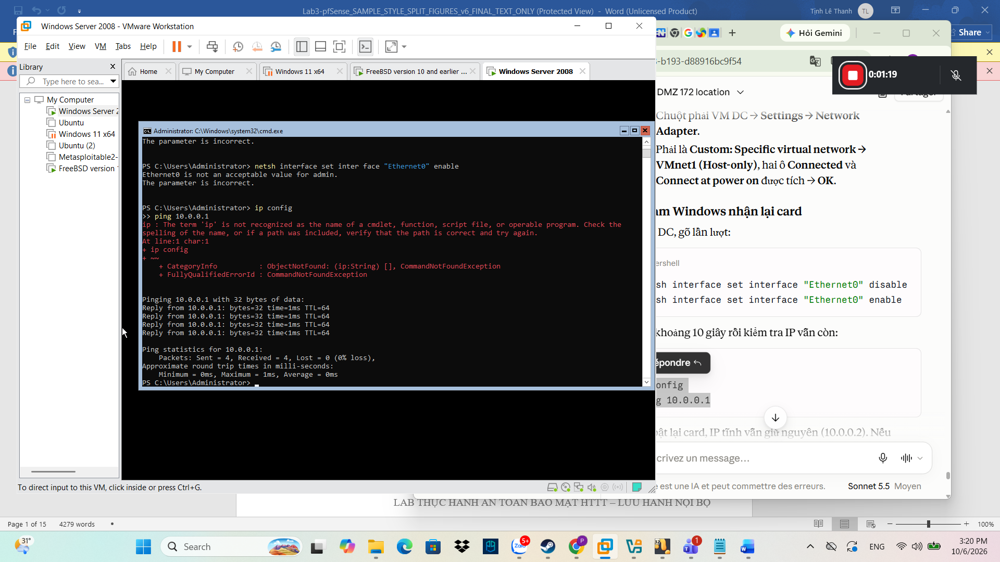 Lab3-pfSense_SAMPLE_STYLE_SPLIT_FIGURES_v6_FINAL_TEXT_ONLY (Protected View) - Word (Unlicensed Product)
Tịnh Lê Thanh
TL
Share
Windows Server 2008 - VMware Workstation
File Edit View VM Tabs Help
Library
Type here to sea...
My Computer
Windows Server 2
Ubuntu
Windows 11 x64
Ubuntu (2)
Metasploitable2-
FreeBSD version
Home
My Computer
Windows 11 x64
FreeBSD version 10 and earlier ...
Windows Server 2008
Administrator: C:\Windows\system32\cmd.exe
The parameter is incorrect.
PS C:\Users\Administrator> netsh interface set inter face "Ethernet0" enable
Ethernet0 is not an acceptable value for admin.
The parameter is incorrect.
PS C:\Users\Administrator> ip config
>> ping 10.0.0.1
ip : The term 'ip' is not recognized as the name of a cmdlet, function, script file, or operable program. Check the
spelling of the name, or if a path was included, verify that the path is correct and try again.
At line:1 char:1
+ ip config
+ ~~
+ CategoryInfo : ObjectNotFound: (ip:String) [], CommandNotFoundException
+ FullyQualifiedErrorId : CommandNotFoundException
Pinging 10.0.0.1 with 32 bytes of data:
Reply from 10.0.0.1: bytes=32 time=1ms TTL=64
Reply from 10.0.0.1: bytes=32 time=1ms TTL=64
Reply from 10.0.0.1: bytes=32 time=1ms TTL=64
Reply from 10.0.0.1: bytes=32 time<1ms TTL=64
Ping statistics for 10.0.0.1:
Packets: Sent = 4, Received = 4, Lost = 0 (0% loss),
Approximate round trip times in milli-seconds:
Minimum = 0ms, Maximum = 1ms, Average = 0ms
PS C:\Users\Administrator>
To direct input to this VM, click inside or press Ctrl+G.
Hỏi Gemini
-b193-d88916bc9f54
0:01:19
DMZ 172 location
Chuột phải VM DC → Settings → Network
Adapter.
Phải là Custom: Specific virtual network →
VMnet1 (Host-only), hai ô Connected và
Connect at power on được tích → OK.
am Windows nhận lại card
DC, gõ lần lượt:
ershell
sh interface set interface "Ethernet0" disable
sh interface set interface "Ethernet0" enable
khoảng 10 giây rồi kiểm tra IP vẫn còn:
épondre
onfig
g 10.0.0.1
bật lại card, IP tĩnh vẫn giữ nguyên (10.0.0.2). Nếu
crivez un message...
est une IA et peut commettre des erreurs.
Sonnet 5.5 Moyen
LAB THỰC HÀNH AN TOÀN BẢO MẬT HTTT – LƯU HÀNH NỘI BỘ
Page 1 of 15 4279 words
100%
31°
Search
5+
Zalo
P
32
1
ENG
3:20 PM
10/6/2026